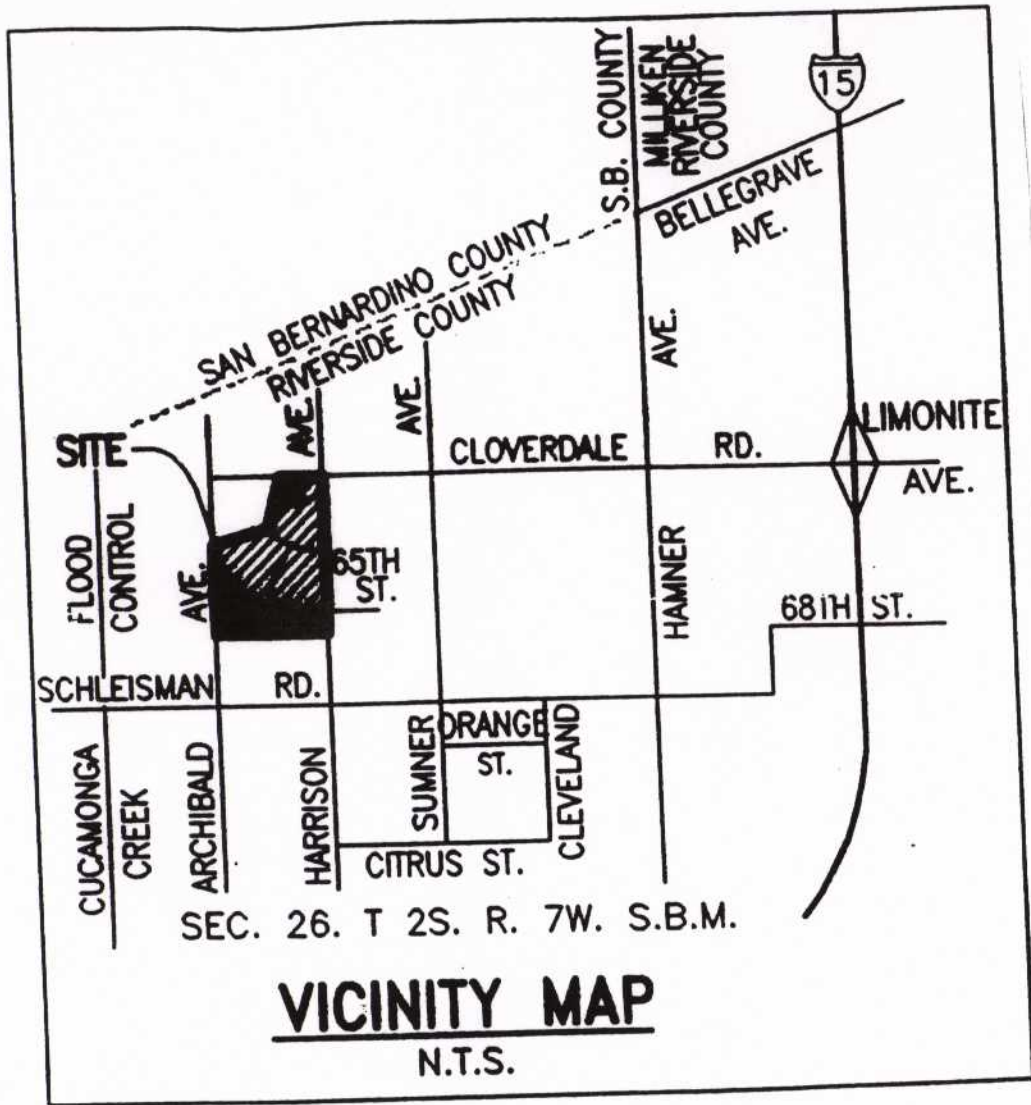 S.B. COUNTY
MILLIKEN
RIVERSIDE
COUNTY
15
BELLEGRAVE
AVE.
SAN BERNARDINO COUNTY
RIVERSIDE COUNTY
AVE.
AVE.
AVE.
SITE
CLOVERDALE RD.
LIMONITE
AVE.
FLOOD
CONTROL
AVE.
65TH
ST.
HAMNER
68TH ST.
SCHLEISMAN RD.
CUCAMONGA
CREEK
ARCHIBALD
HARRISON
SUMNER
ORANGE
ST.
CLEVELAND
CITRUS ST.
SEC. 26. T 2S. R. 7W. S.B.M.
VICINITY MAP
N.T.S.